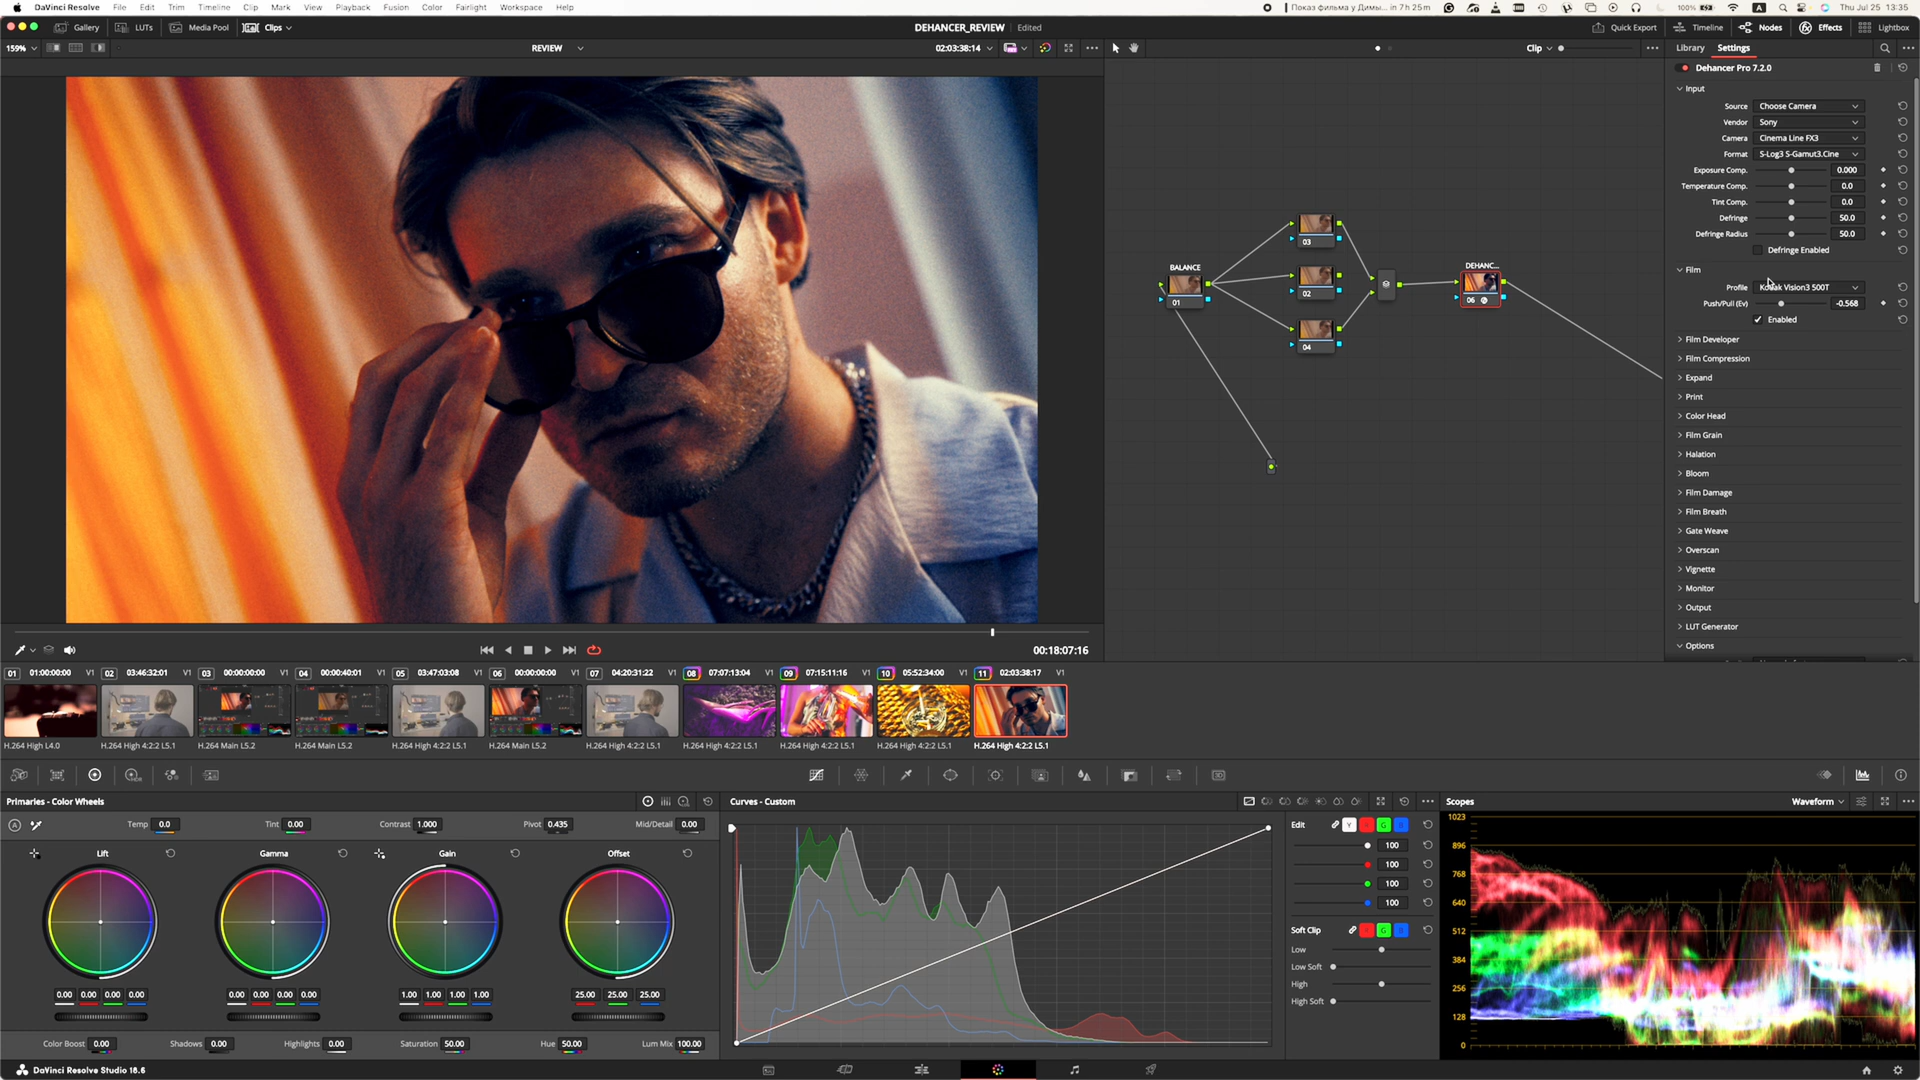 DaVinci Resolve File Edit Trim Timeline Clip Mark View Playback Fusion Color Fairlight Workspace Help Показ фильма у Димы... in 7h 25m 100% A Thu Jul 25 13:35
Gallery LUTs Media Pool Clips DEHANCER_REVIEW Edited Quick Export Timeline Nodes Effects Lightbox
159% REVIEW 02:03:38:14 Clip Library Settings
Dehancer Pro 7.2.0
Input
Source Choose Camera
Vendor Sony
Camera Cinema Line FX3
Format S-Log3 S-Gamut3.Cine
Exposure Comp. 0.000
Temperature Comp. 0.0
Tint Comp. 0.0
Defringe 50.0
Defringe Radius 50.0
Defringe Enabled
Film
Profile Kodak Vision3 500T
Push/Pull (Ev) -0.568
Enabled
Film Developer
Film Compression
Expand
Print
Color Head
Film Grain
Halation
Bloom
Film Damage
Film Breath
Gate Weave
Overscan
Vignette
Monitor
Output
LUT Generator
Options
BALANCE
01
03
02
04
DEHANC...
06
00:18:07:16
01 01:00:00:00 V1 02 03:46:32:01 V1 03 00:00:00:00 V1 04 00:00:40:01 V1 05 03:47:03:08 V1 06 00:00:00:00 V1 07 04:20:31:22 V1 08 07:07:13:04 V1 09 07:15:11:16 V1 10 05:52:34:00 V1 11 02:03:38:17 V1
H.264 High L4.0 H.264 High 4:2:2 L5.1 H.264 Main L5.2 H.264 Main L5.2 H.264 High 4:2:2 L5.1 H.264 Main L5.2 H.264 High 4:2:2 L5.1 H.264 High 4:2:2 L5.1 H.264 High 4:2:2 L5.1 H.264 High 4:2:2 L5.1 H.264 High 4:2:2 L5.1
Primaries - Color Wheels
Temp 0.0 Tint 0.00 Contrast 1.000 Pivot 0.435 Mid/Detail 0.00
Lift Gamma Gain Offset
0.00 0.00 0.00 0.00 0.00 0.00 0.00 0.00 1.00 1.00 1.00 1.00 25.00 25.00 25.00
Color Boost 0.00 Shadows 0.00 Highlights 0.00 Saturation 50.00 Hue 50.00 Lum Mix 100.00
Curves - Custom
Edit Y R G B
100
100
100
100
Soft Clip R G B
Low
Low Soft
High
High Soft
Scopes Waveform
1023
896
768
640
512
384
256
128
0
DaVinci Resolve Studio 18.6